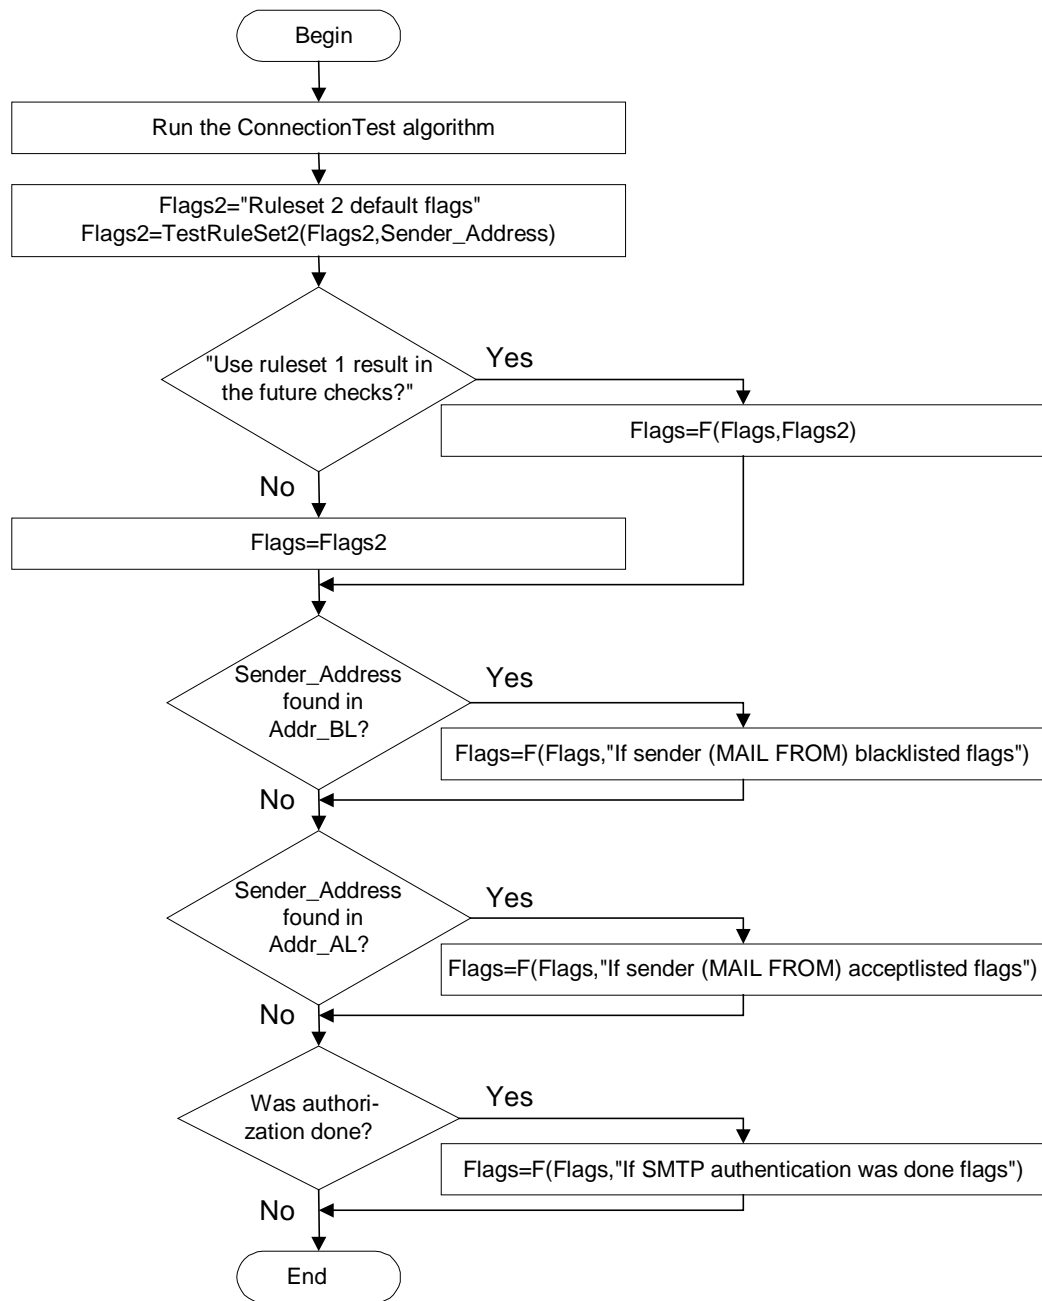 Begin
Run the ConnectionTest algorithm
Flags2="Ruleset 2 default flags"
Flags2=TestRuleSet2(Flags2,Sender_Address)
"Use ruleset 1 result in
the future checks?"
Yes
Flags=F(Flags,Flags2)
No
Flags=Flags2
Sender_Address
found in
Addr_BL?
Yes
Flags=F(Flags,"If sender (MAIL FROM) blacklisted flags")
No
Sender_Address
found in
Addr_AL?
Yes
Flags=F(Flags,"If sender (MAIL FROM) acceptlisted flags")
No
Was authori-
zation done?
Yes
Flags=F(Flags,"If SMTP authentication was done flags")
No
End